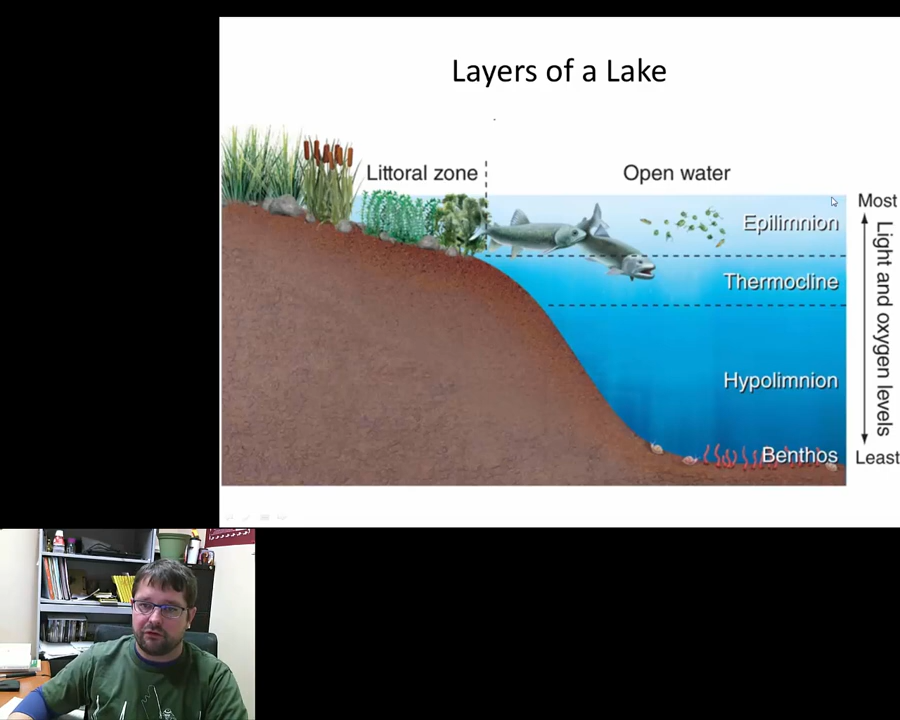 Layers of a Lake
Littoral zone
Open water
Most
Epilimnion
Thermocline
Light and oxygen levels
Hypolimnion
Benthos
Least